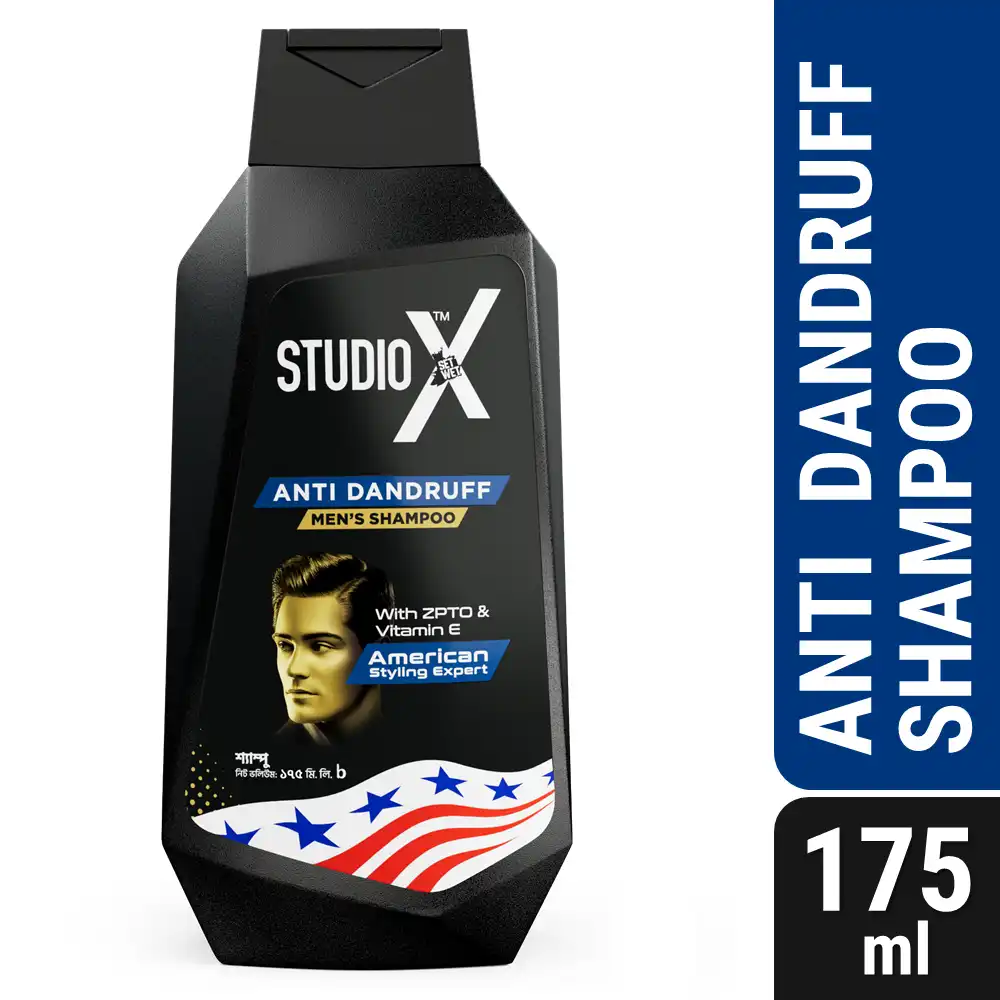 STUDIO X™
SET
WET
ANTI DANDRUFF
MEN'S SHAMPOO
With ZPTO &
Vitamin E
American
Styling Expert
শ্যাম্পু
নিট ভলিউম: ১৭৫ মি. লি. b
ANTI DANDRUFF
SHAMPOO
175
ml